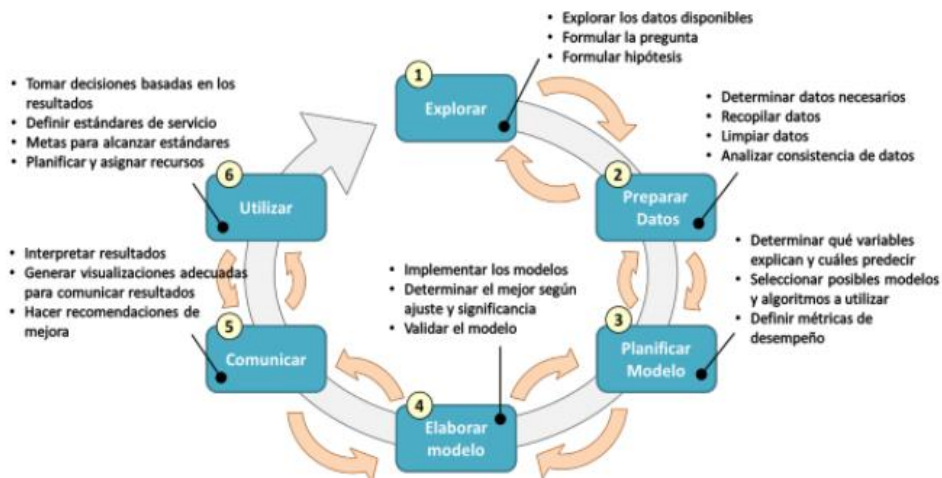 • Explorar los datos disponibles
• Formular la pregunta
• Formular hipótesis
1
Explorar
• Determinar datos necesarios
• Recopilar datos
• Limpiar datos
• Analizar consistencia de datos
2
Preparar
Datos
• Determinar qué variables
explican y cuáles predecir
• Seleccionar posibles modelos
y algoritmos a utilizar
• Definir métricas de
desempeño
3
Planificar
Modelo
• Implementar los modelos
• Determinar el mejor según
ajuste y significancia
• Validar el modelo
4
Elaborar
modelo
• Interpretar resultados
• Generar visualizaciones adecuadas
para comunicar resultados
• Hacer recomendaciones de
mejora
5
Comunicar
• Tomar decisiones basadas en los
resultados
• Definir estándares de servicio
• Metas para alcanzar estándares
• Planificar y asignar recursos
6
Utilizar